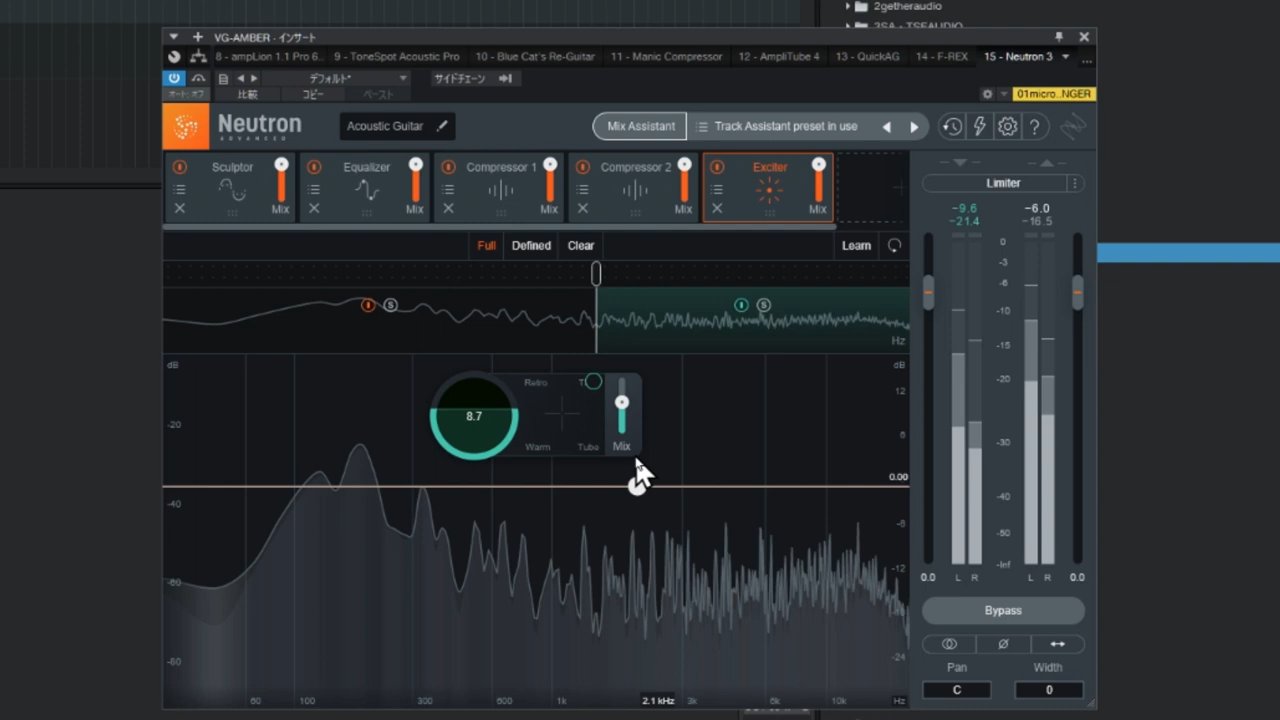 2getheraudio
3SA - TSEAUDIO
VG-AMBER - インサート
8 - ampLion 1.1 Pro 6.. 9 - ToneSpot Acoustic Pro 10 - Blue Cat's Re-Guitar 11 - Manic Compressor 12 - AmpliTube 4 13 - QuickAG 14 - F-REX 15 - Neutron 3 ...
デフォルト* サイドチェーン
オート: オフ 比較 コピー ペースト 01micro..NGER
Neutron
ADVANCED
Acoustic Guitar Mix Assistant Track Assistant preset in use ?
Sculptor Equalizer Compressor 1 Compressor 2 Exciter
Mix Mix Mix Mix Mix
Limiter
-9.6 -6.0
-21.4 -16.5
Full Defined Clear Learn
S S
Hz
dB dB
Retro 8.7 Warm Tube Mix
12
6
0.00
-6
-12
-24
-20
-40
-60
-80
60 100 300 600 1k 2.1 kHz 3k 6k 10k Hz
0
-3
-6
-10
-15
-20
-30
-40
-50
-Inf
0.0 L R L R 0.0
Bypass
Pan Width
C 0